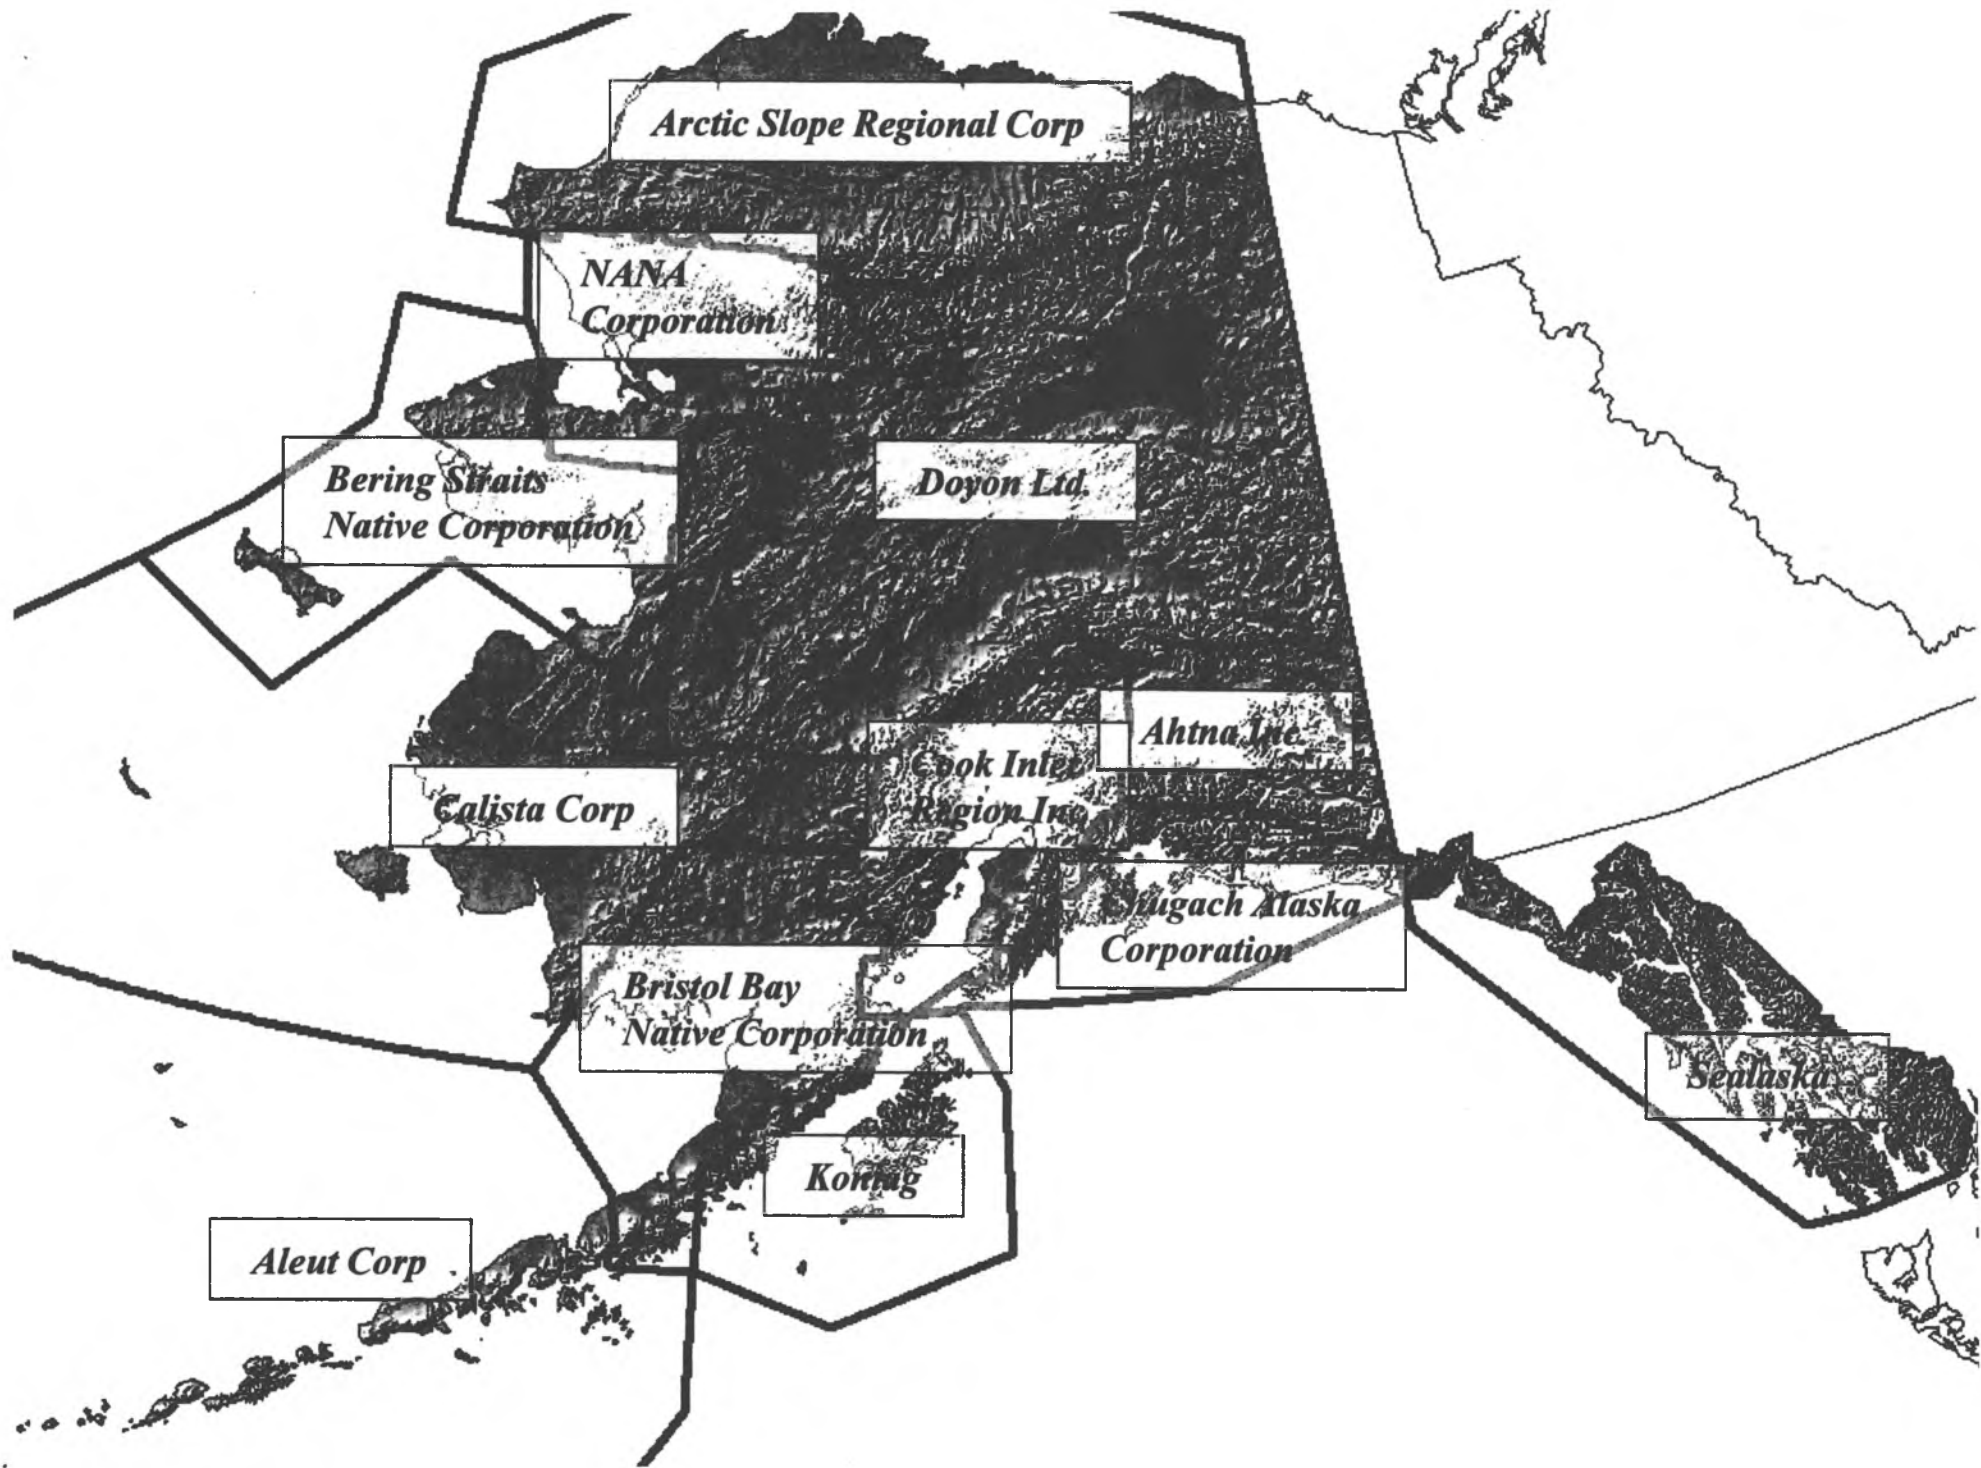 Arctic Slope Regional Corp
NANA
Corporation
Bering Straits
Native Corporation
Doyon Ltd.
Ahtna Inc
Cook Inlet
Region Inc
Calista Corp
Chugach Alaska
Corporation
Bristol Bay
Native Corporation
Sealaska
Koniag
Aleut Corp